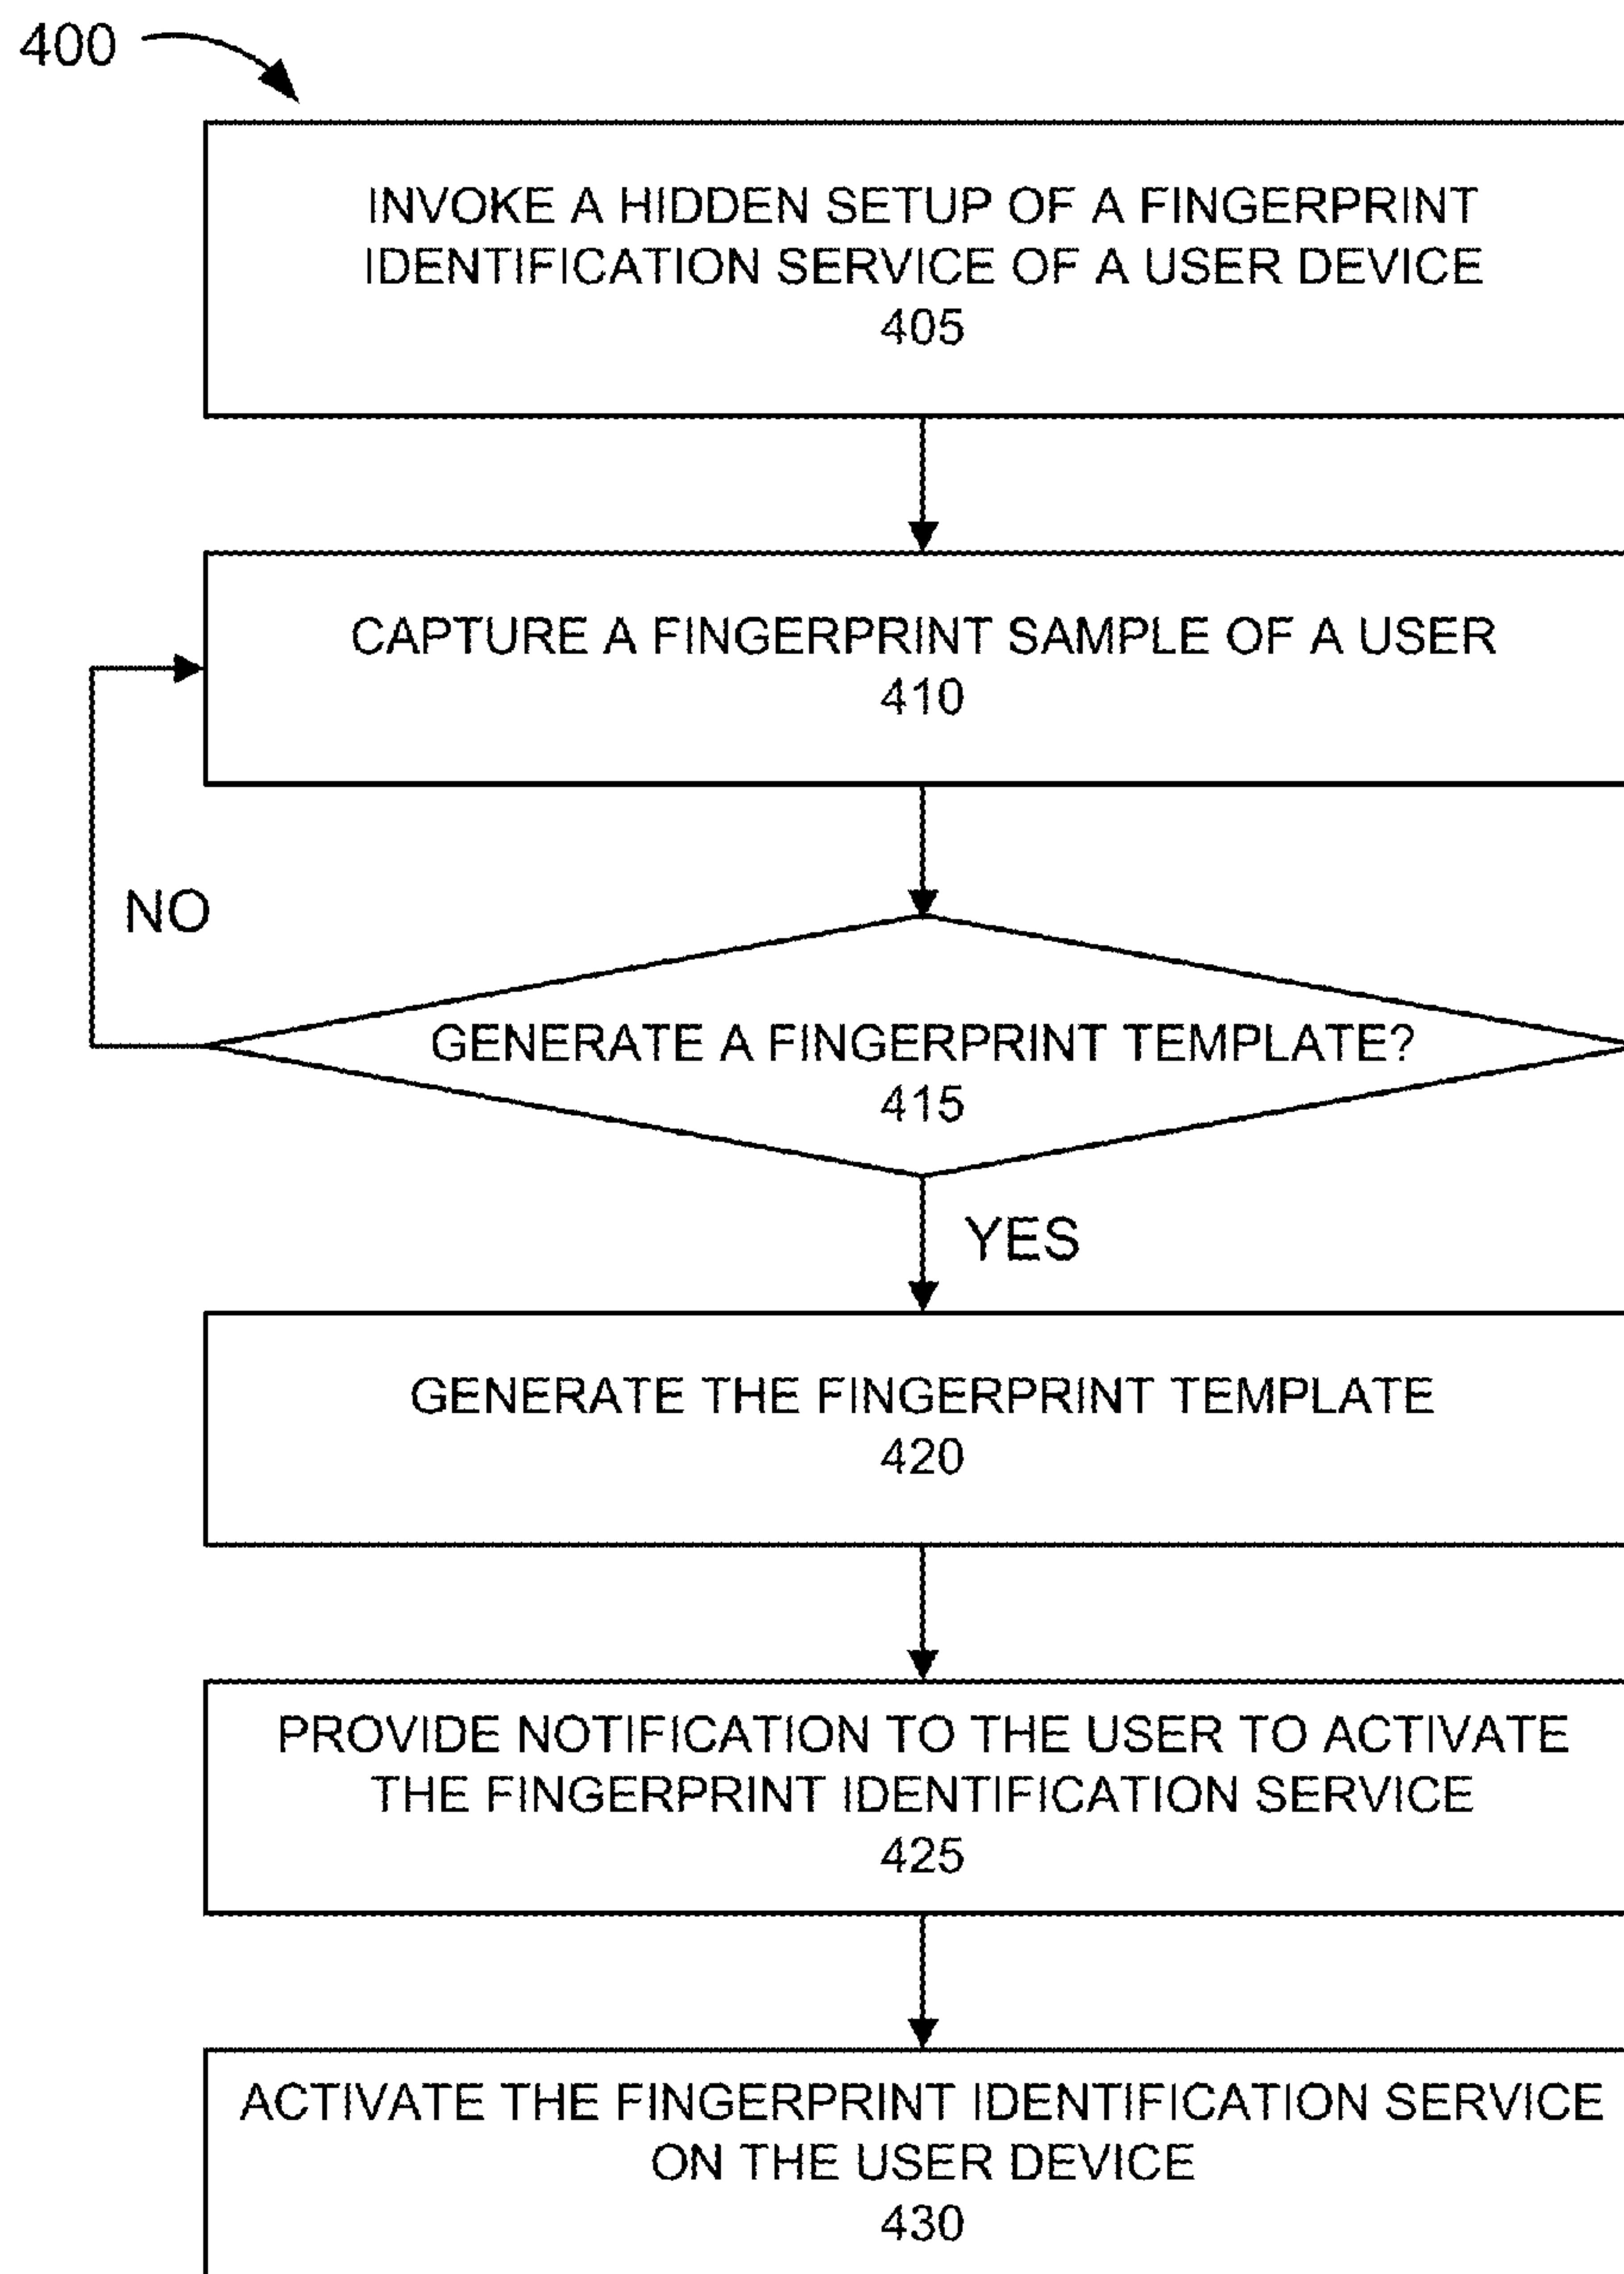 400
INVOKE A HIDDEN SETUP OF A FINGERPRINT
IDENTIFICATION SERVICE OF A USER DEVICE
405
CAPTURE A FINGERPRINT SAMPLE OF A USER
410
NO
GENERATE A FINGERPRINT TEMPLATE?
415
YES
GENERATE THE FINGERPRINT TEMPLATE
420
PROVIDE NOTIFICATION TO THE USER TO ACTIVATE
THE FINGERPRINT IDENTIFICATION SERVICE
425
ACTIVATE THE FINGERPRINT IDENTIFICATION SERVICE
ON THE USER DEVICE
430